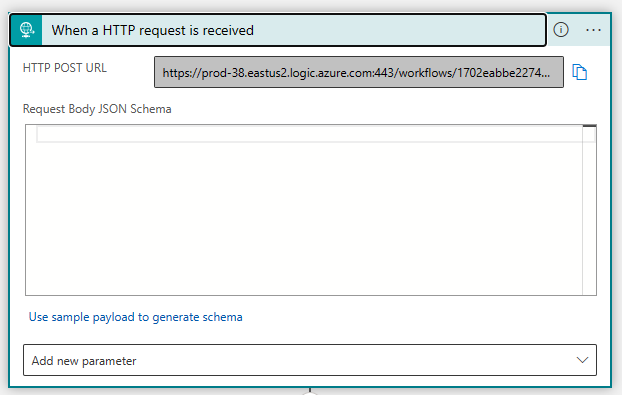 When a HTTP request is received
HTTP POST URL
https://prod-38.eastus2.logic.azure.com:443/workflows/1702eabbe2274...
Request Body JSON Schema
Use sample payload to generate schema
Add new parameter